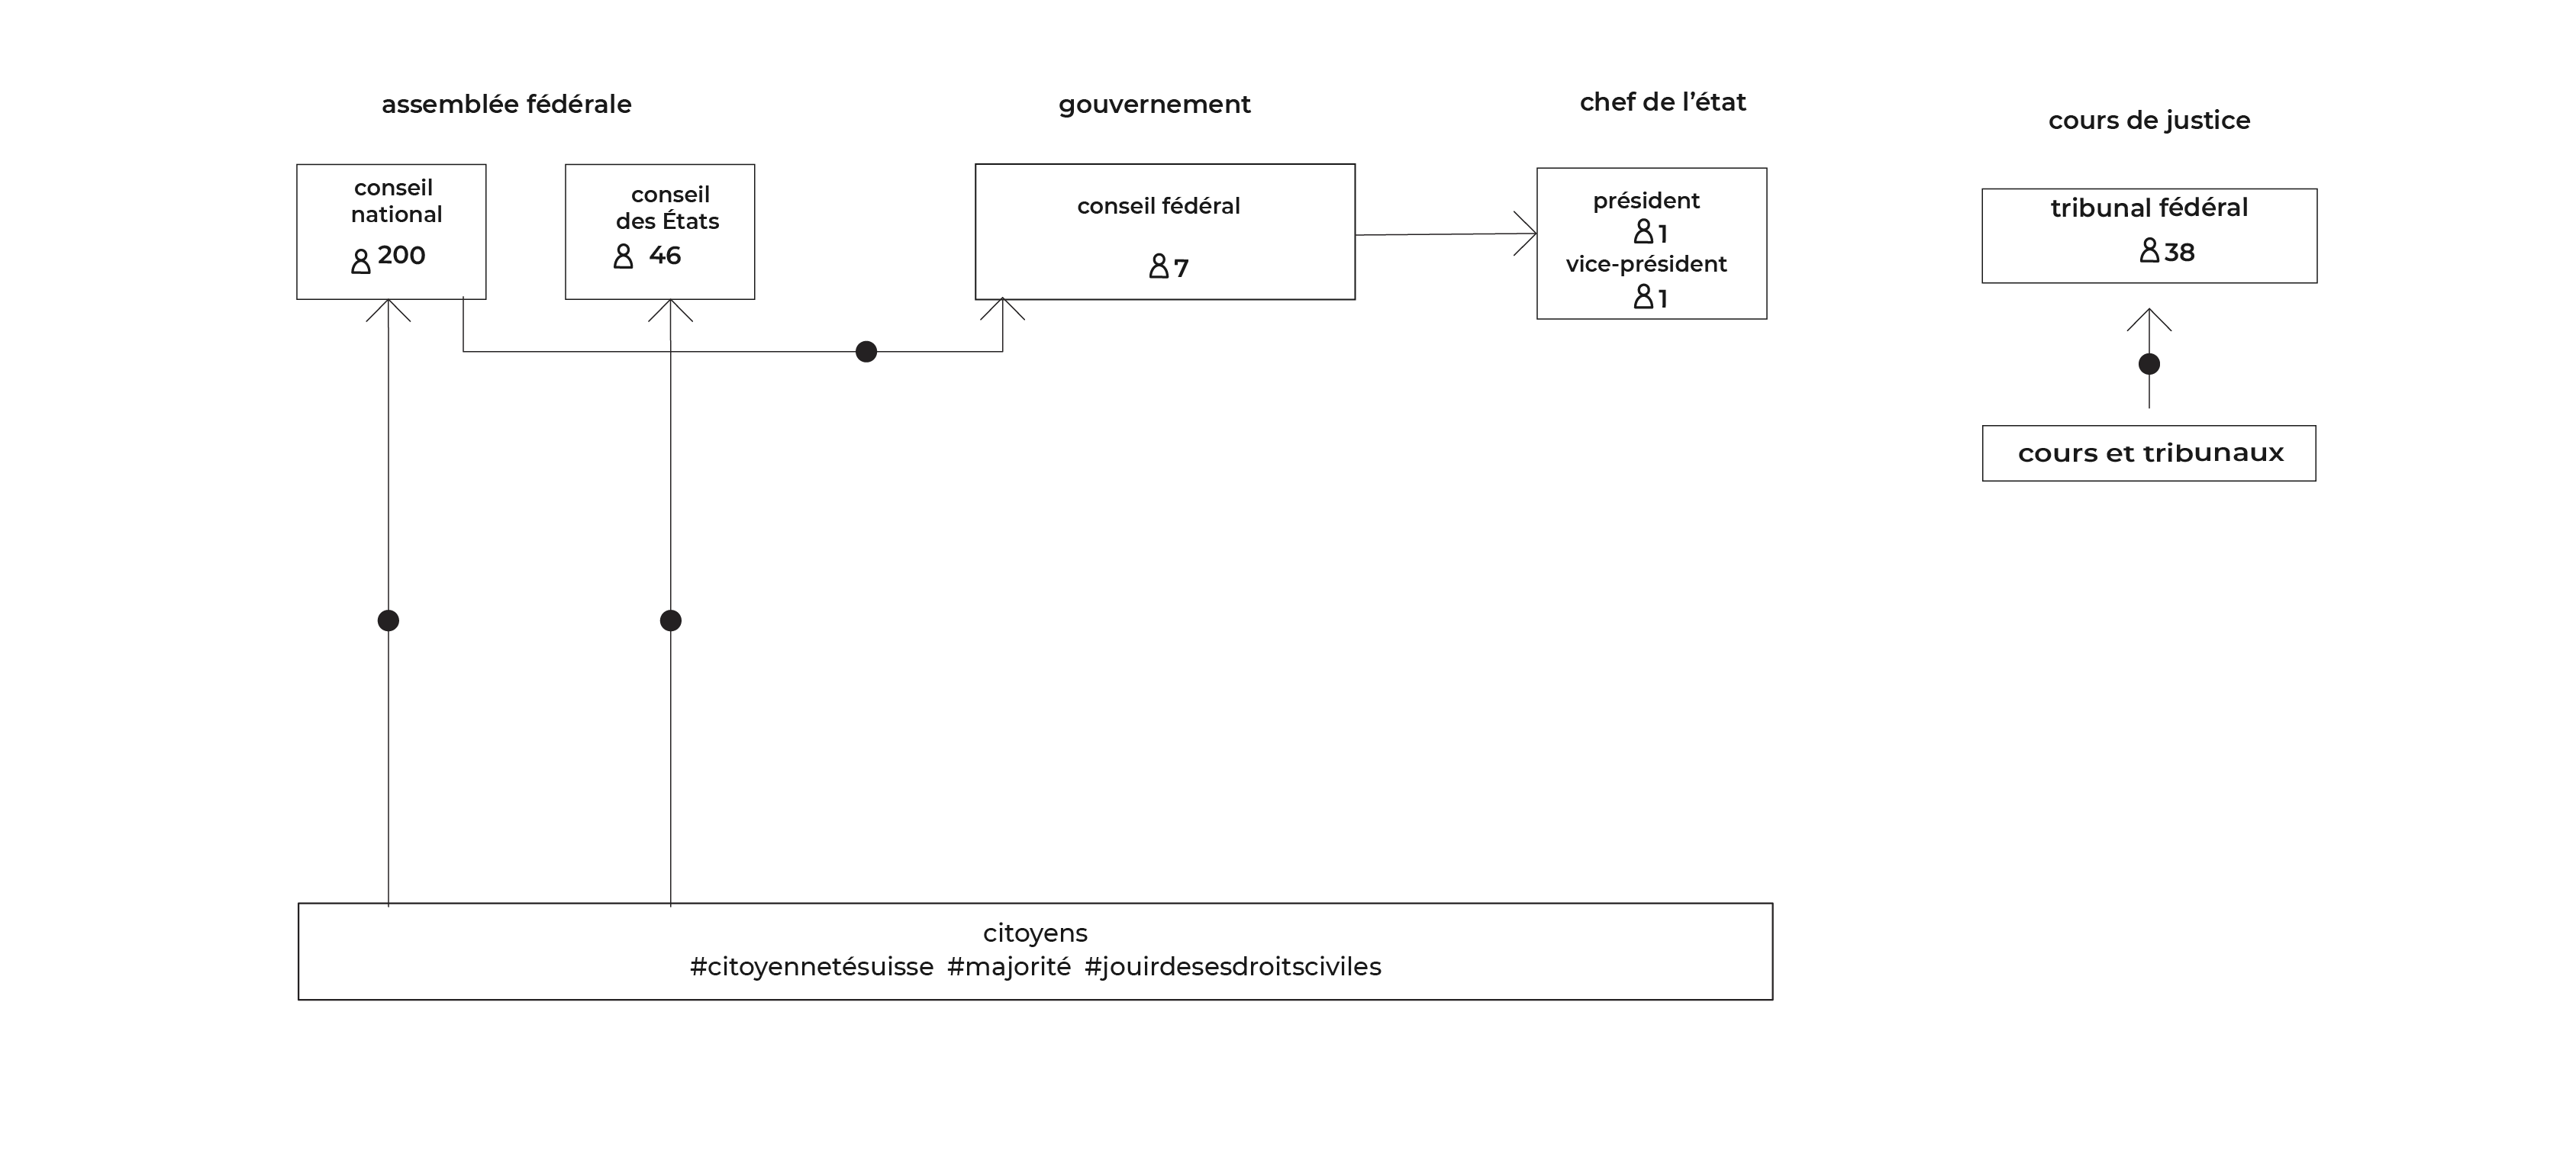 assemblée fédérale
gouvernement
chef de l’état
cours de justice
conseil
national
200
conseil
des États
46
conseil fédéral
7
président
1
vice-président
1
tribunal fédéral
38
cours et tribunaux
citoyens
#citoyennetésuisse #majorité #jouirdesesdroitsciviles